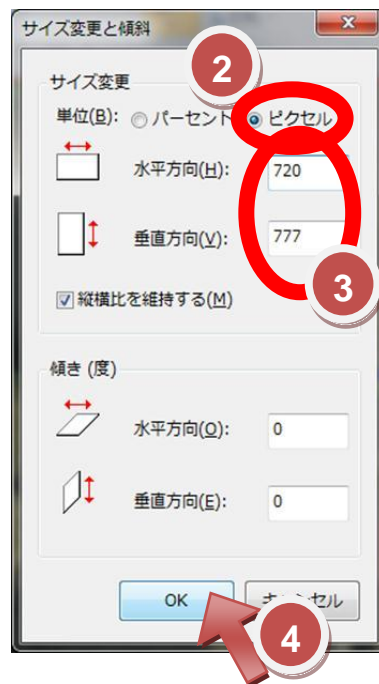 サイズ変更と傾斜
2
サイズ変更
単位(B): パーセント ピクセル
水平方向(H): 720
垂直方向(V): 777
3
縦横比を維持する(M)
傾き (度)
水平方向(O): 0
垂直方向(E): 0
OK
4